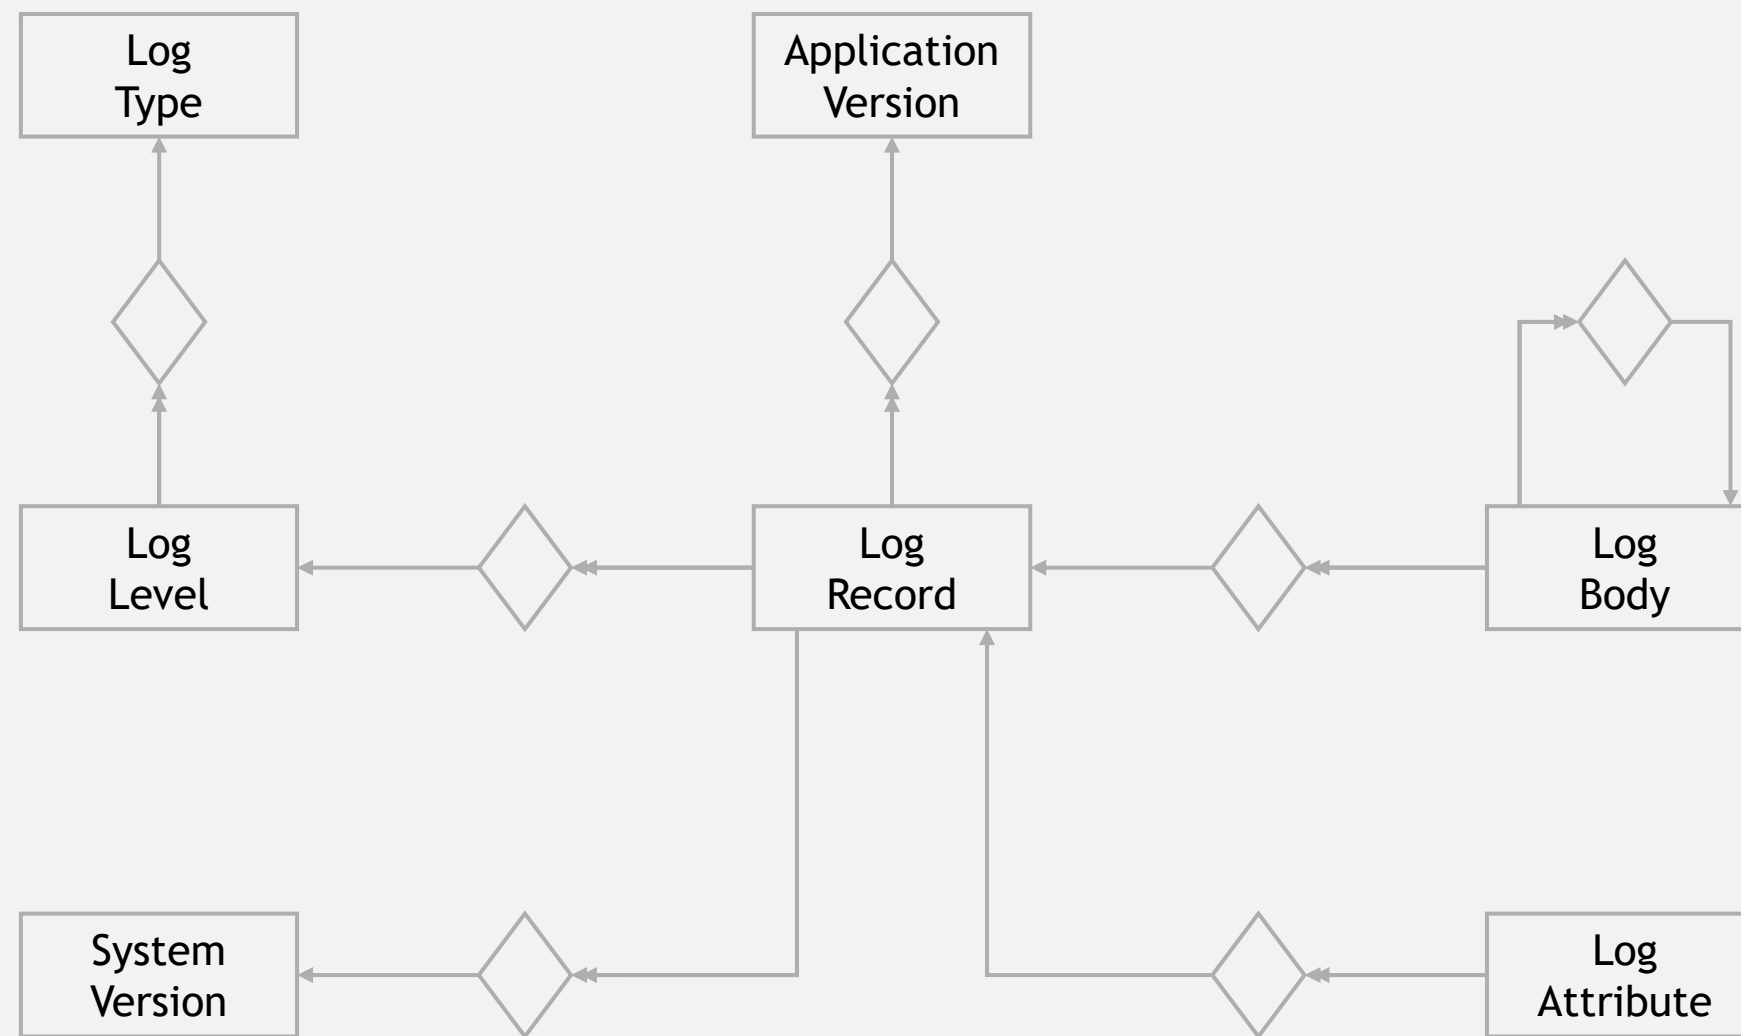 Log
Type
Application
Version
Log
Level
Log
Record
Log
Body
System
Version
Log
Attribute